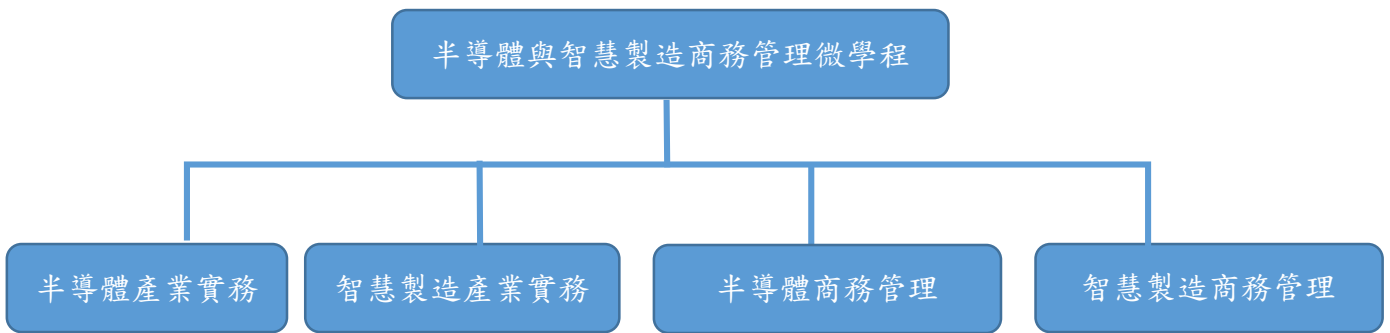 半導體與智慧製造商務管理微學程
半導體產業實務
智慧製造產業實務
半導體商務管理
智慧製造商務管理